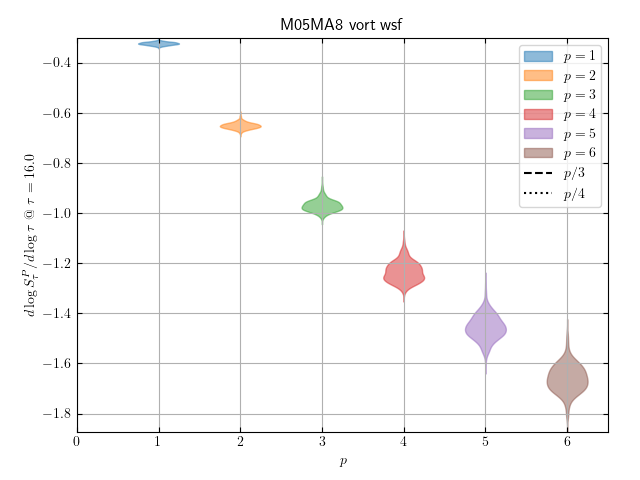 M05MA8 vort wsf
d log S_τ^P / d log τ @ τ = 16.0
−0.4
−0.6
−0.8
−1.0
−1.2
−1.4
−1.6
−1.8
0 1 2 3 4 5 6
p
p = 1
p = 2
p = 3
p = 4
p = 5
p = 6
p/3
p/4